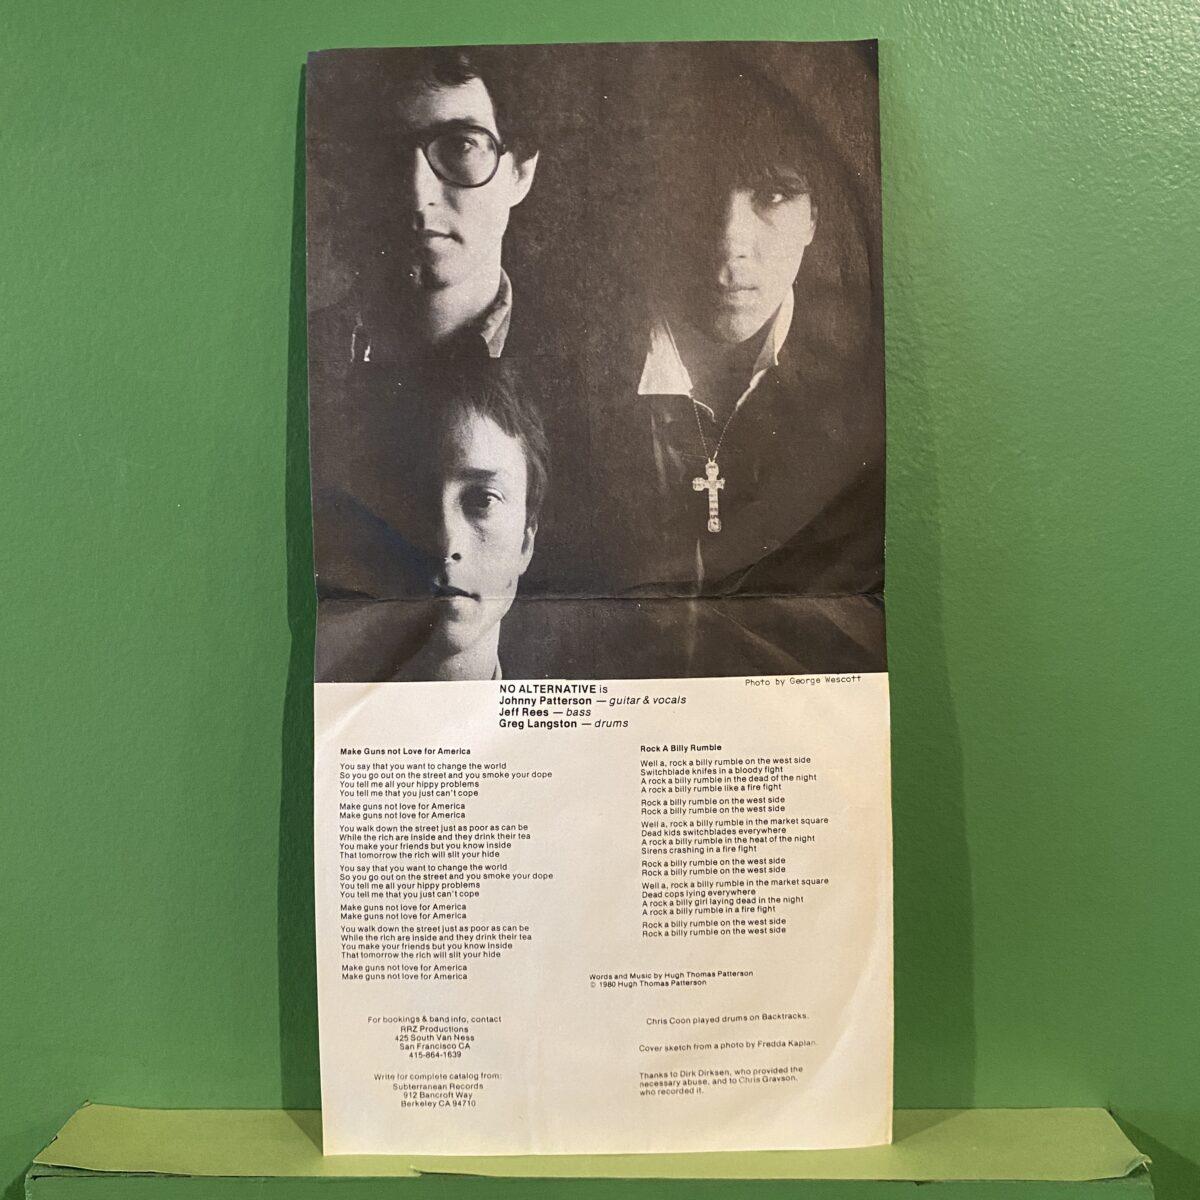 Photo by George Wescott
NO ALTERNATIVE is
Johnny Patterson — guitar & vocals
Jeff Rees — bass
Greg Langston — drums
Make Guns not Love for America
You say that you want to change the world
So you go out on the street and you smoke your dope
You tell me all your hippy problems
You tell me that you just can't cope
Make guns not love for America
Make guns not love for America
You walk down the street just as poor as can be
While the rich are inside and they drink their tea
You make your friends but you know inside
That tomorrow the rich will slit your hide
You say that you want to change the world
So you go out on the street and you smoke your dope
You tell me all your hippy problems
You tell me that you just can't cope
Make guns not love for America
Make guns not love for America
You walk down the street just as poor as can be
While the rich are inside and they drink their tea
You make your friends but you know inside
That tomorrow the rich will slit your hide
Make guns not love for America
Make guns not love for America
Rock A Billy Rumble
Well a, rock a billy rumble on the west side
Switchblade knifes in a bloody fight
A rock a billy rumble in the dead of the night
A rock a billy rumble like a fire fight
Rock a billy rumble on the west side
Rock a billy rumble on the west side
Well a, rock a billy rumble in the market square
Dead kids switchblades everywhere
A rock a billy rumble in the heat of the night
Sirens crashing in a fire fight
Rock a billy rumble on the west side
Rock a billy rumble on the west side
Well a, rock a billy rumble in the market square
Dead cops lying everywhere
A rock a billy girl laying dead in the night
A rock a billy rumble in a fire fight
Rock a billy rumble on the west side
Rock a billy rumble on the west side
Words and Music by Hugh Thomas Patterson
© 1980 Hugh Thomas Patterson
For bookings & band info, contact
RRZ Productions
425 South Van Ness
San Francisco CA
415-864-1639
Write for complete catalog from:
Subterranean Records
912 Bancroft Way
Berkeley CA 94710
Chris Coon played drums on Backtracks.
Cover sketch from a photo by Fredda Kaplan.
Thanks to Dirk Dirksen, who provided the
necessary abuse, and to Chris Grayson,
who recorded it.